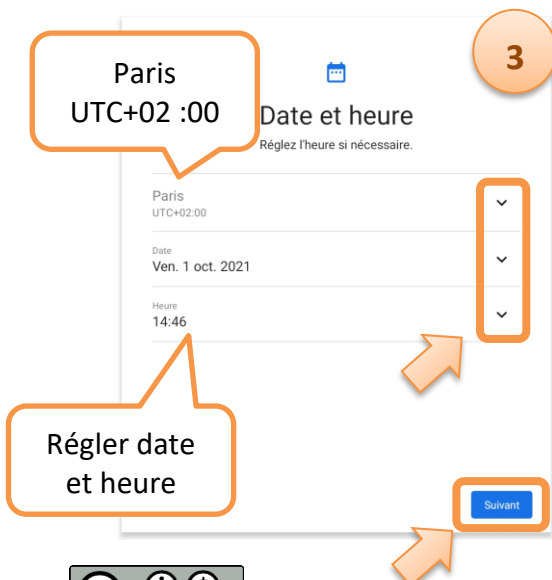 Paris
UTC+02 :00
3
Date et heure
Réglez l'heure si nécessaire.
Paris
UTC+02:00
Date
Ven. 1 oct. 2021
Heure
14:46
Régler date
et heure
Suivant